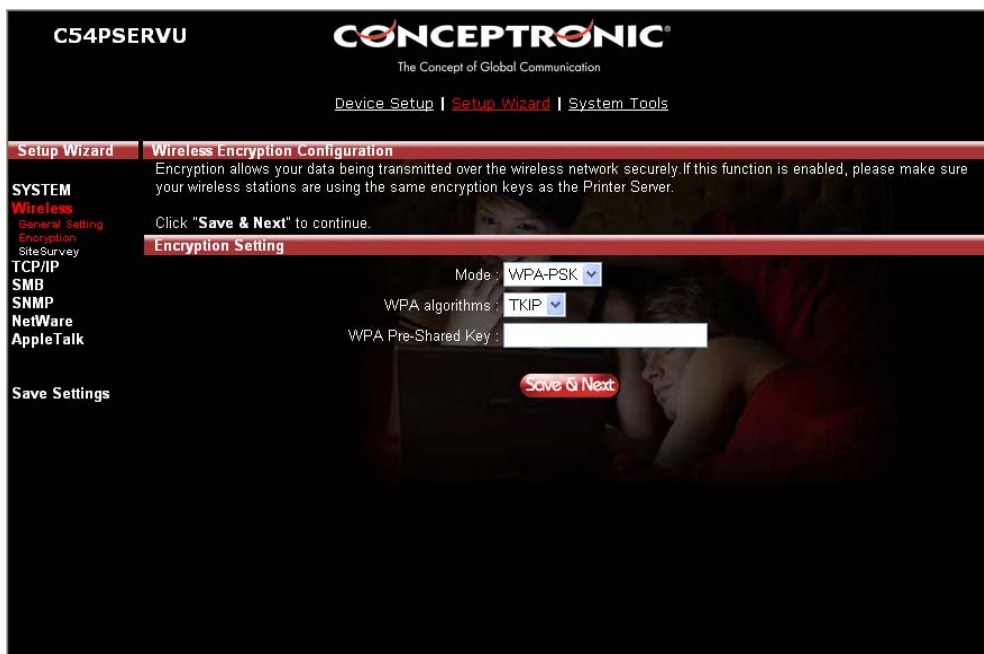 C54PSERVU
CONCEPTRONIC®
The Concept of Global Communication
Device Setup | Setup Wizard | System Tools
Setup Wizard
SYSTEM
Wireless
General Setting
Encryption
SiteSurvey
TCP/IP
SMB
SNMP
NetWare
AppleTalk
Save Settings
Wireless Encryption Configuration
Encryption allows your data being transmitted over the wireless network securely.If this function is enabled, please make sure
your wireless stations are using the same encryption keys as the Printer Server.
Click "Save & Next" to continue.
Encryption Setting
Mode : WPA-PSK
WPA algorithms : TKIP
WPA Pre-Shared Key :
Save & Next